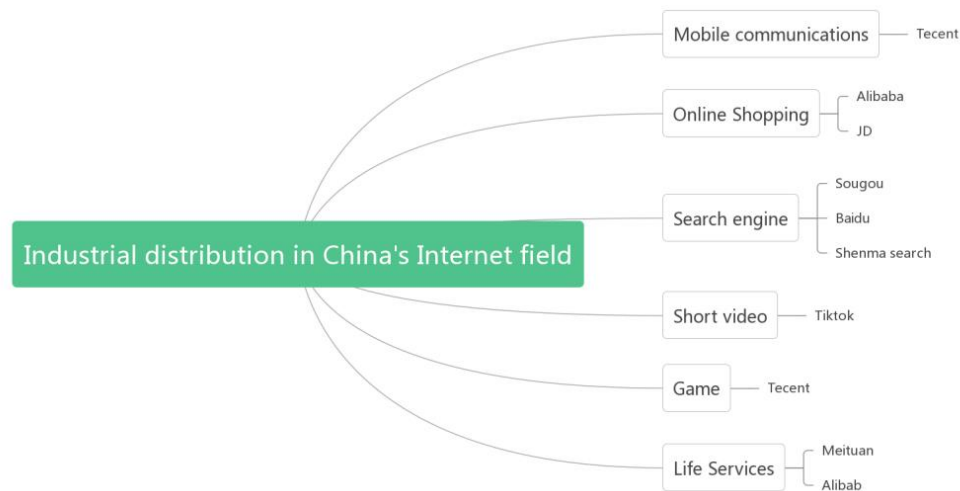 Industrial distribution in China's Internet field
Mobile communications
Tecent
Online Shopping
Alibaba
JD
Search engine
Sougou
Baidu
Shenma search
Short video
Tiktok
Game
Tecent
Life Services
Meituan
Alibab